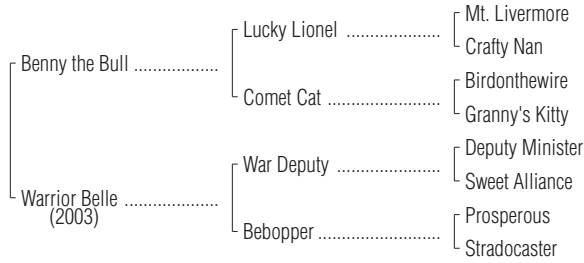 Mt. Livermore
Lucky Lionel ....................
Crafty Nan
Benny the Bull ..................
Birdonthewire
Comet Cat ........................
Granny's Kitty
Deputy Minister
War Deputy ......................
Sweet Alliance
Warrior Belle ....................
(2003)
Prosperous
Bebopper ..........................
Stradocaster